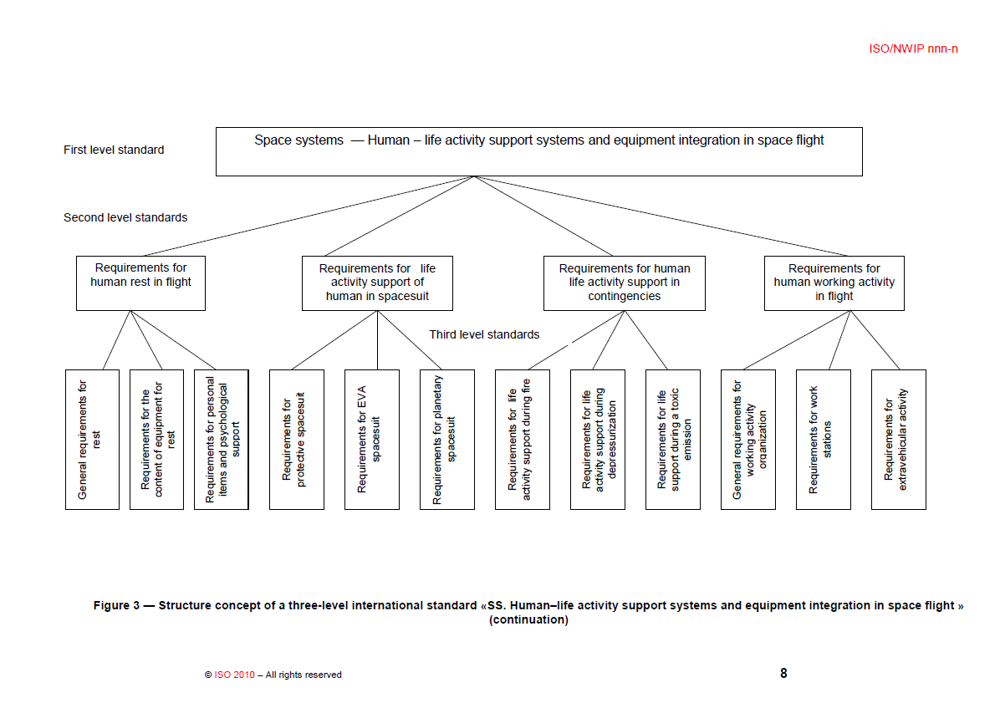 ISO/NWIP nnn-n
Space systems — Human – life activity support systems and equipment integration in space flight
First level standard
Second level standards
Requirements for
human rest in flight
Requirements for life
activity support of
human in spacesuit
Requirements for human
life activity support in
contingencies
Requirements for
human working activity
in flight
Third level standards
General requirements for
rest
Requirements for the
content of equipment for
rest
Requirements for personal
items and psychological
support
Requirements for
protective spacesuit
Requirements for EVA
spacesuit
Requirements for planetary
spacesuit
Requirements for life
activity support during fire
Requirements for life
activity support during
depressurization
Requirements for life
support during a toxic
emission
General requirements for
working activity
organization
Requirements for work
stations
Requirements for
extravehicular activity
Figure 3 — Structure concept of a three-level international standard «SS. Human–life activity support systems and equipment integration in space flight »
(continuation)
© ISO 2010 – All rights reserved
8